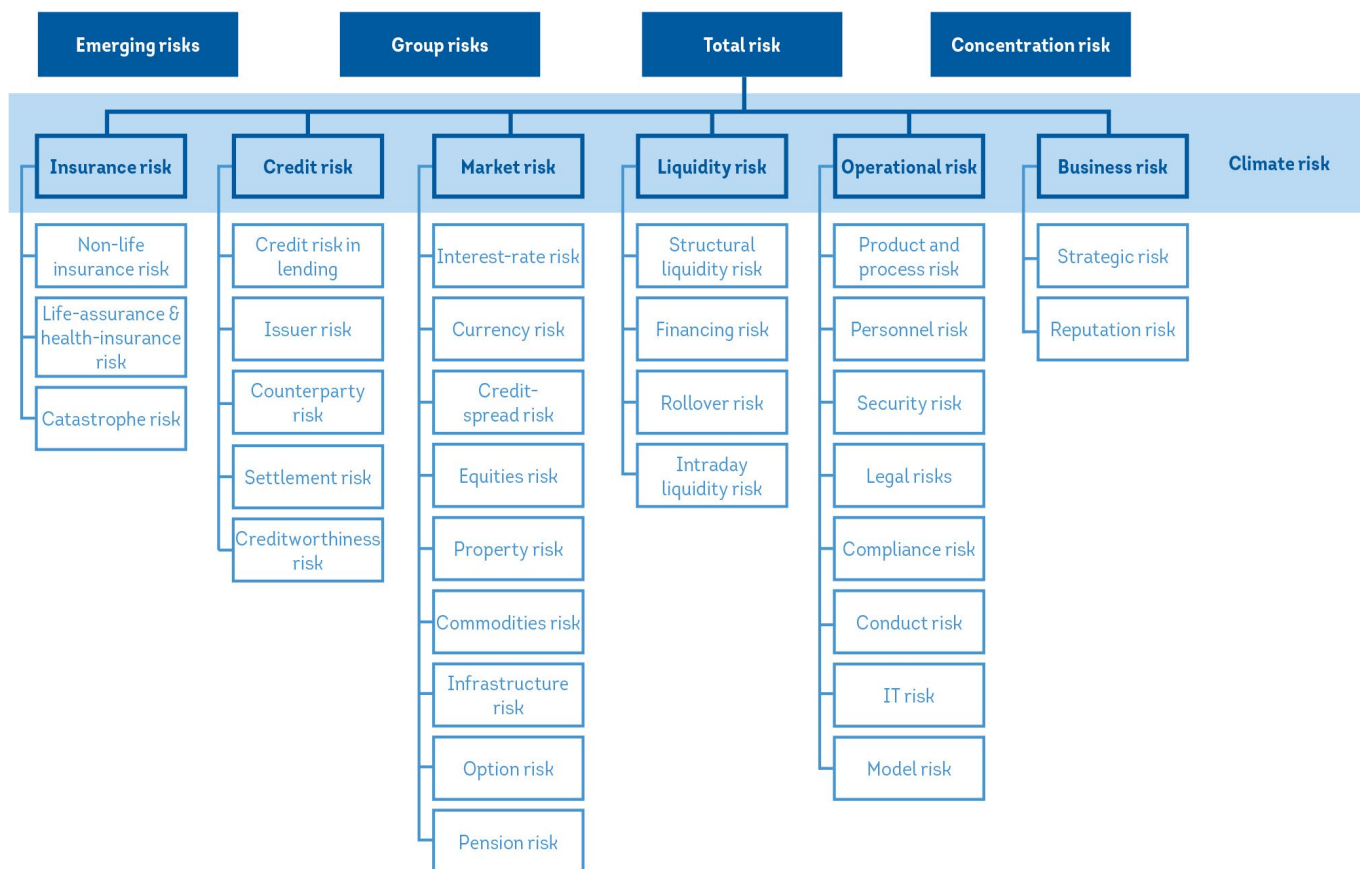 Emerging risks
Group risks
Total risk
Concentration risk
Insurance risk
Credit risk
Market risk
Liquidity risk
Operational risk
Business risk
Climate risk
Non-life
insurance risk
Life-assurance &
health-insurance
risk
Catastrophe risk
Credit risk in
lending
Issuer risk
Counterparty
risk
Settlement risk
Creditworthiness
risk
Interest-rate risk
Currency risk
Credit-
spread risk
Equities risk
Property risk
Commodities risk
Infrastructure
risk
Option risk
Pension risk
Structural
liquidity risk
Financing risk
Rollover risk
Intraday
liquidity risk
Product and
process risk
Personnel risk
Security risk
Legal risks
Compliance risk
Conduct risk
IT risk
Model risk
Strategic risk
Reputation risk